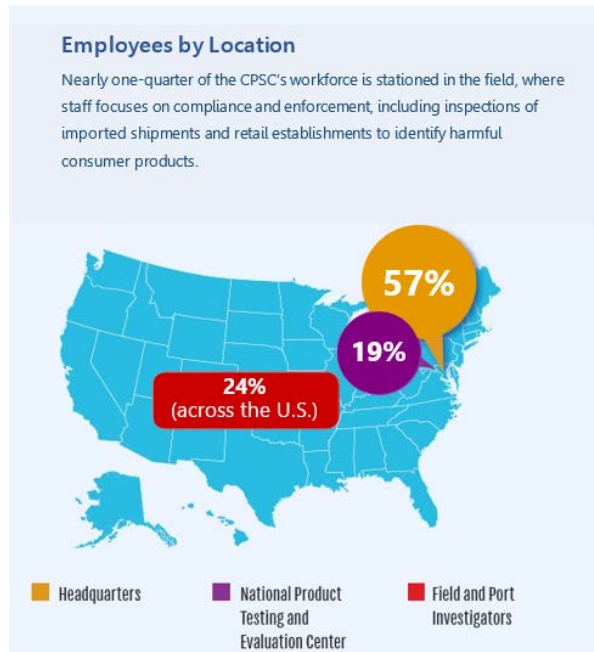 Employees by Location
Nearly one-quarter of the CPSC's workforce is stationed in the field, where
staff focuses on compliance and enforcement, including inspections of
imported shipments and retail establishments to identify harmful
consumer products.
57%
19%
24%
(across the U.S.)
Headquarters
National Product
Testing and
Evaluation Center
Field and Port
Investigators